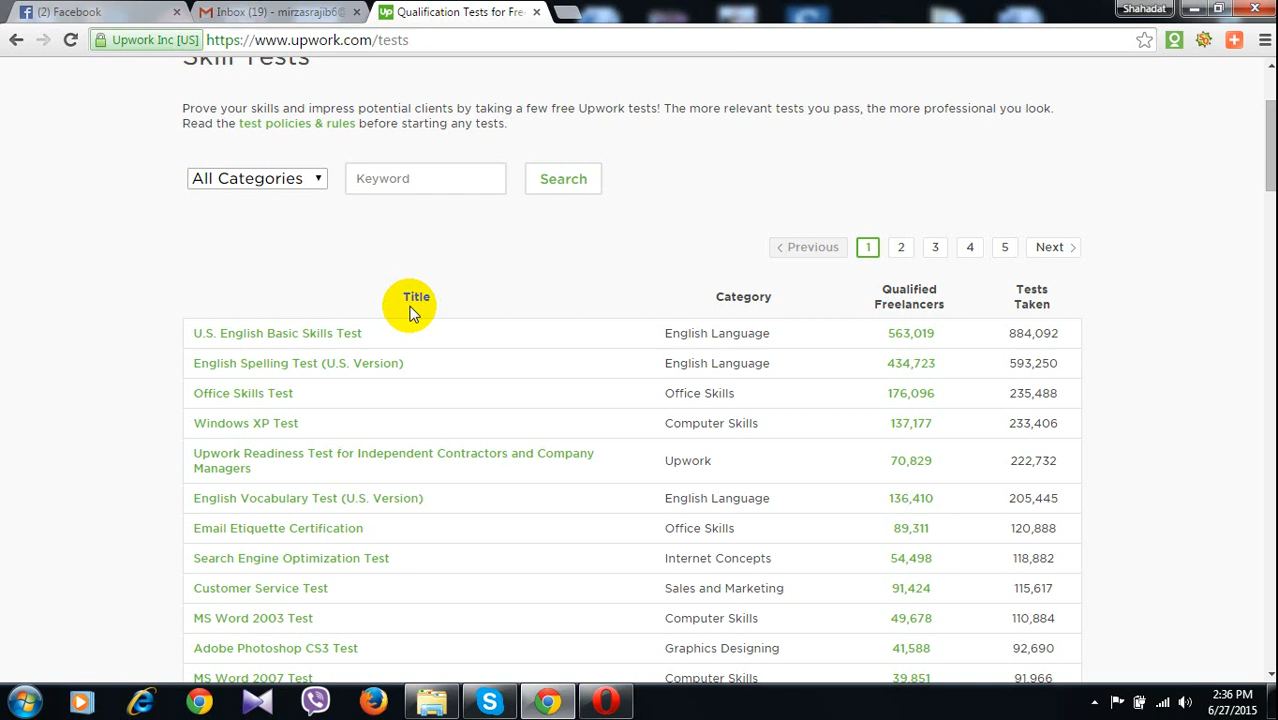 (2) Facebook
Inbox (19) - mirzasrajib6@
Qualification Tests for Fre
Shahadat
Upwork Inc [US]
https://www.upwork.com/tests
Skill Tests
Prove your skills and impress potential clients by taking a few free Upwork tests! The more relevant tests you pass, the more professional you look.
Read the test policies & rules before starting any tests.
All Categories
Keyword
Search
Previous 1 2 3 4 5 Next
Title Category Qualified Freelancers Tests Taken
U.S. English Basic Skills Test English Language 563,019 884,092
English Spelling Test (U.S. Version) English Language 434,723 593,250
Office Skills Test Office Skills 176,096 235,488
Windows XP Test Computer Skills 137,177 233,406
Upwork Readiness Test for Independent Contractors and Company
Managers Upwork 70,829 222,732
English Vocabulary Test (U.S. Version) English Language 136,410 205,445
Email Etiquette Certification Office Skills 89,311 120,888
Search Engine Optimization Test Internet Concepts 54,498 118,882
Customer Service Test Sales and Marketing 91,424 115,617
MS Word 2003 Test Computer Skills 49,678 110,884
Adobe Photoshop CS3 Test Graphics Designing 41,588 92,690
MS Word 2007 Test Computer Skills 39,851 91,966
2:36 PM
6/27/2015